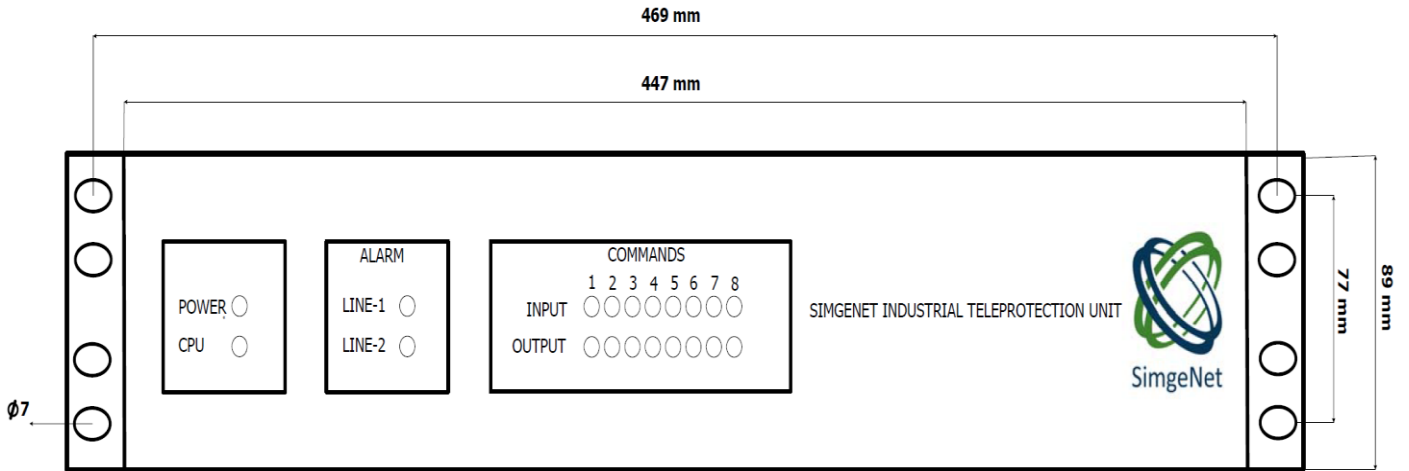 469 mm
447 mm
ALARM
COMMANDS
1 2 3 4 5 6 7 8
POWER
LINE-1
INPUT
SIMGENET INDUSTRIAL TELEPROTECTION UNIT
CPU
LINE-2
OUTPUT
SimgeNet
77 mm
89 mm
ϕ7